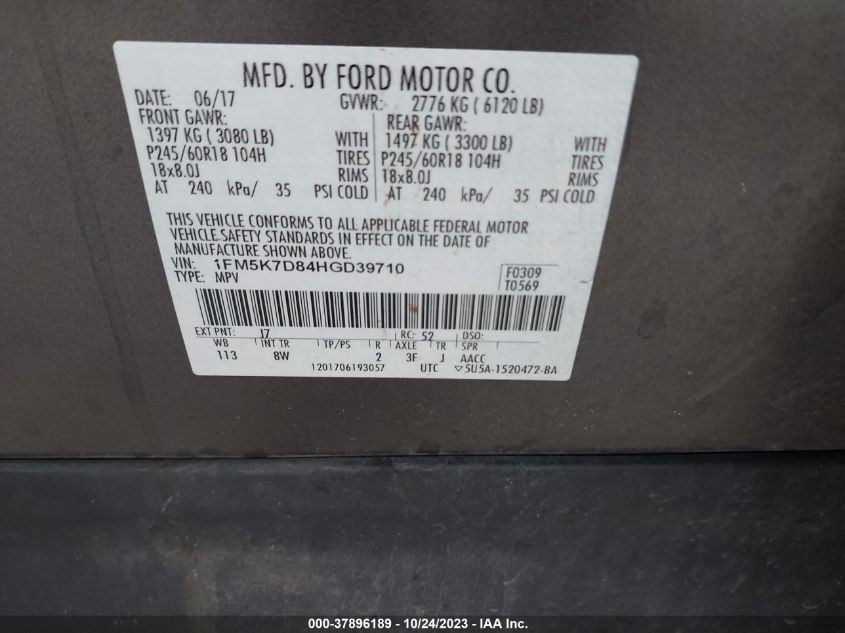 MFD. BY FORD MOTOR CO.
DATE: 06/17 GVWR: 2776 KG ( 6120 LB)
FRONT GAWR: REAR GAWR:
1397 KG ( 3080 LB) WITH 1497 KG ( 3300 LB) WITH
P245/60R18 104H TIRES P245/60R18 104H TIRES
18x8.0J RIMS 18x8.0J RIMS
AT 240 kPa/ 35 PSI COLD AT 240 kPa/ 35 PSI COLD
THIS VEHICLE CONFORMS TO ALL APPLICABLE FEDERAL MOTOR
VEHICLE SAFETY STANDARDS IN EFFECT ON THE DATE OF
MANUFACTURE SHOWN ABOVE.
VIN: 1FM5K7D84HGD39710 F0309
TYPE: MPV T0569
EXT PNT: J7 RC: 52 DSO:
WB INT TR TP/PS R AXLE TR SPR
113 8W 2 3F J AACC
1201706193057 UTC ▽5U5A-1520472-BA
000-37896189 - 10/24/2023 - IAA Inc.